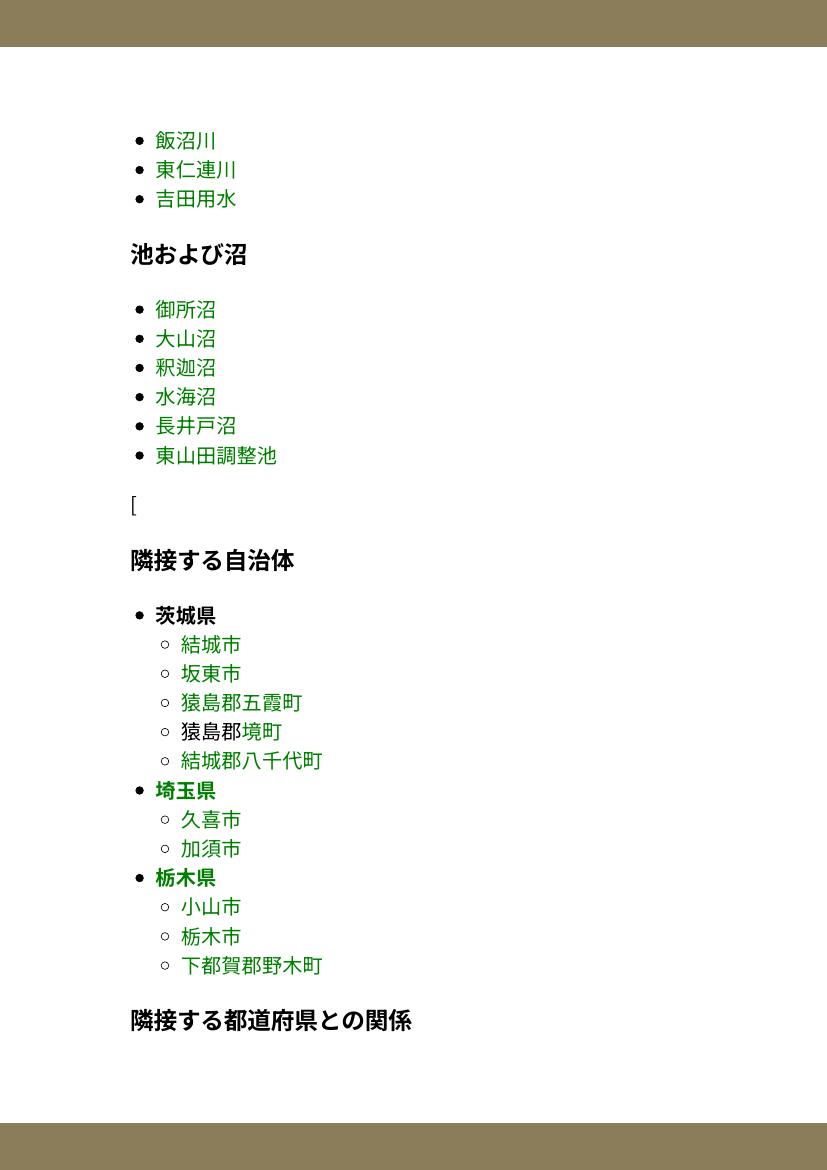 飯沼川
東仁連川
吉田用水
池および沼
御所沼
大山沼
釈迦沼
水海沼
長井戸沼
東山田調整池
[
隣接する自治体
茨城県
結城市
坂東市
猿島郡五霞町
猿島郡境町
結城郡八千代町
埼玉県
久喜市
加須市
栃木県
小山市
栃木市
下都賀郡野木町
隣接する都道府県との関係